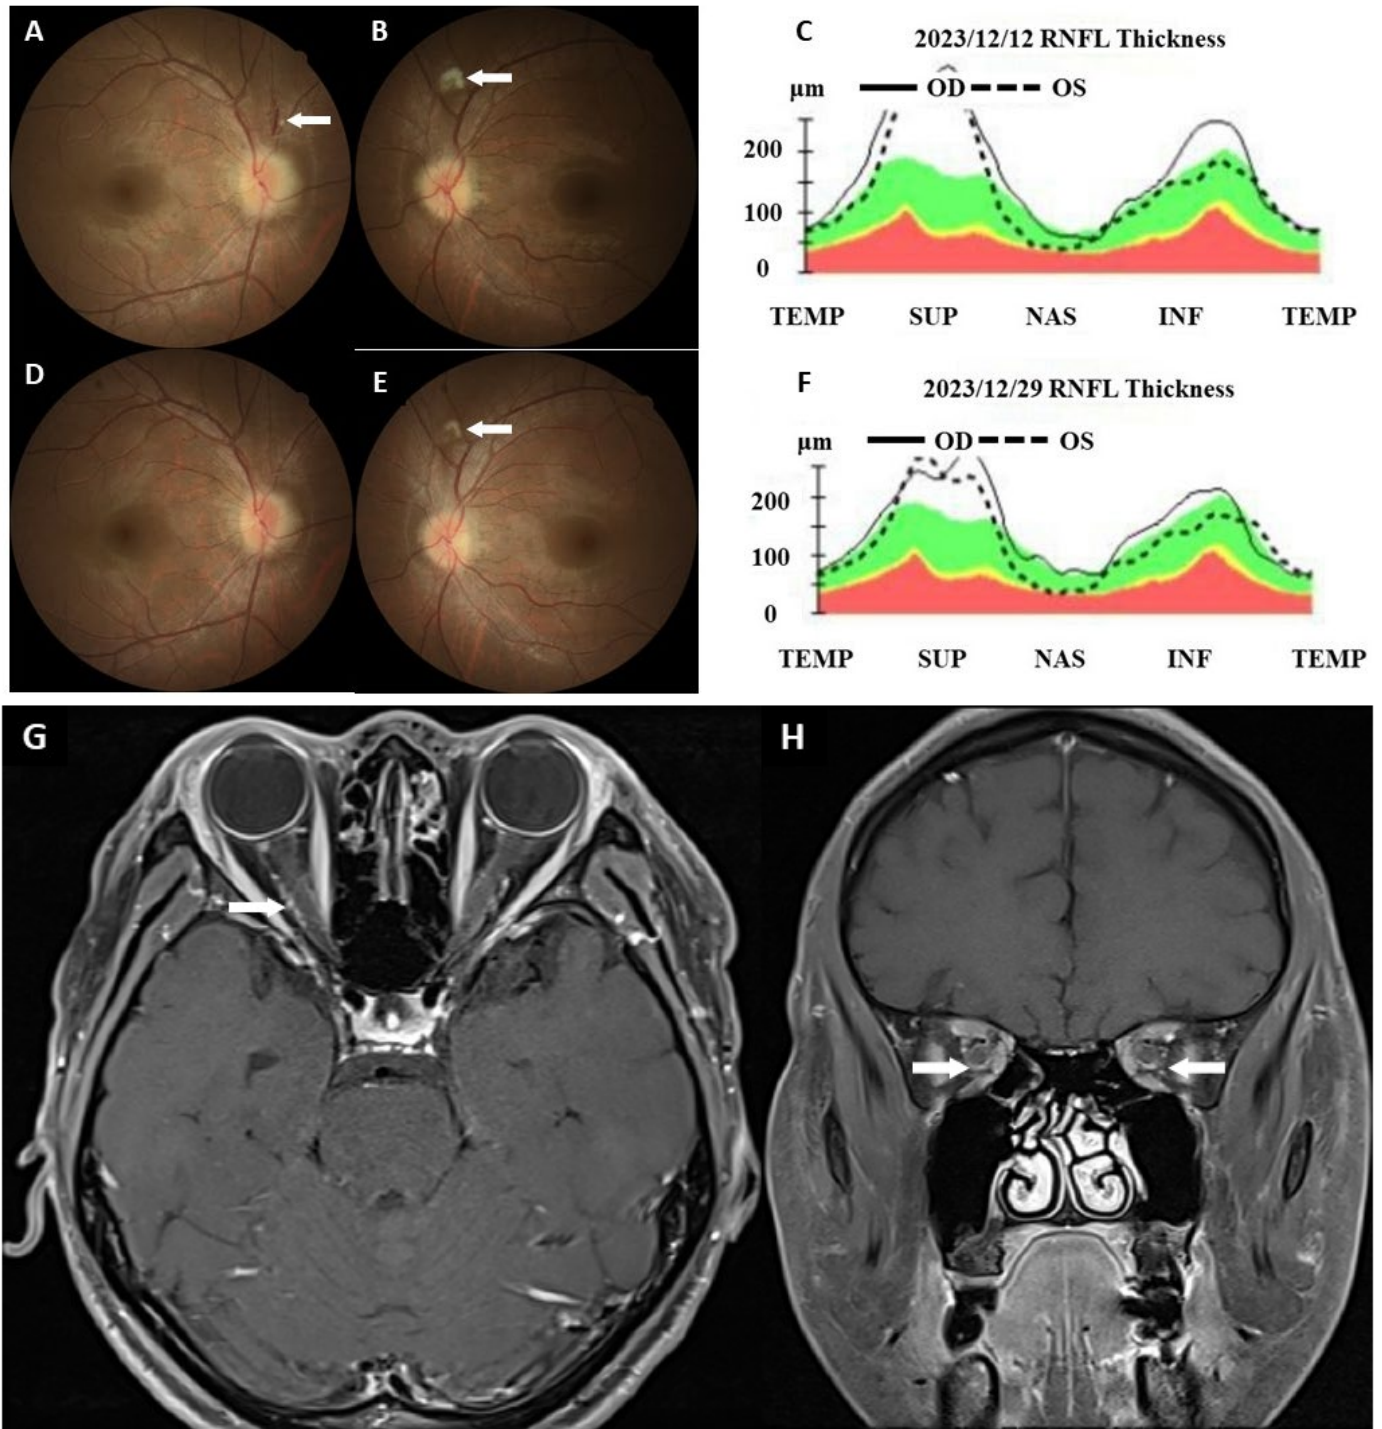 A
B
C
2023/12/12 RNFL Thickness
µm
OD
OS
200
100
0
TEMP SUP NAS INF TEMP
D
E
F
2023/12/29 RNFL Thickness
µm
OD
OS
200
100
0
TEMP SUP NAS INF TEMP
G
H